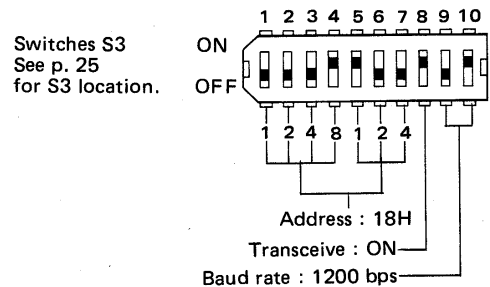 1 2 3 4 5 6 7 8 9 10
Switches S3
See p. 25
for S3 location.
ON
OFF
1 2 4 8 1 2 4
Address : 18H
Transceive : ON
Baud rate : 1200 bps